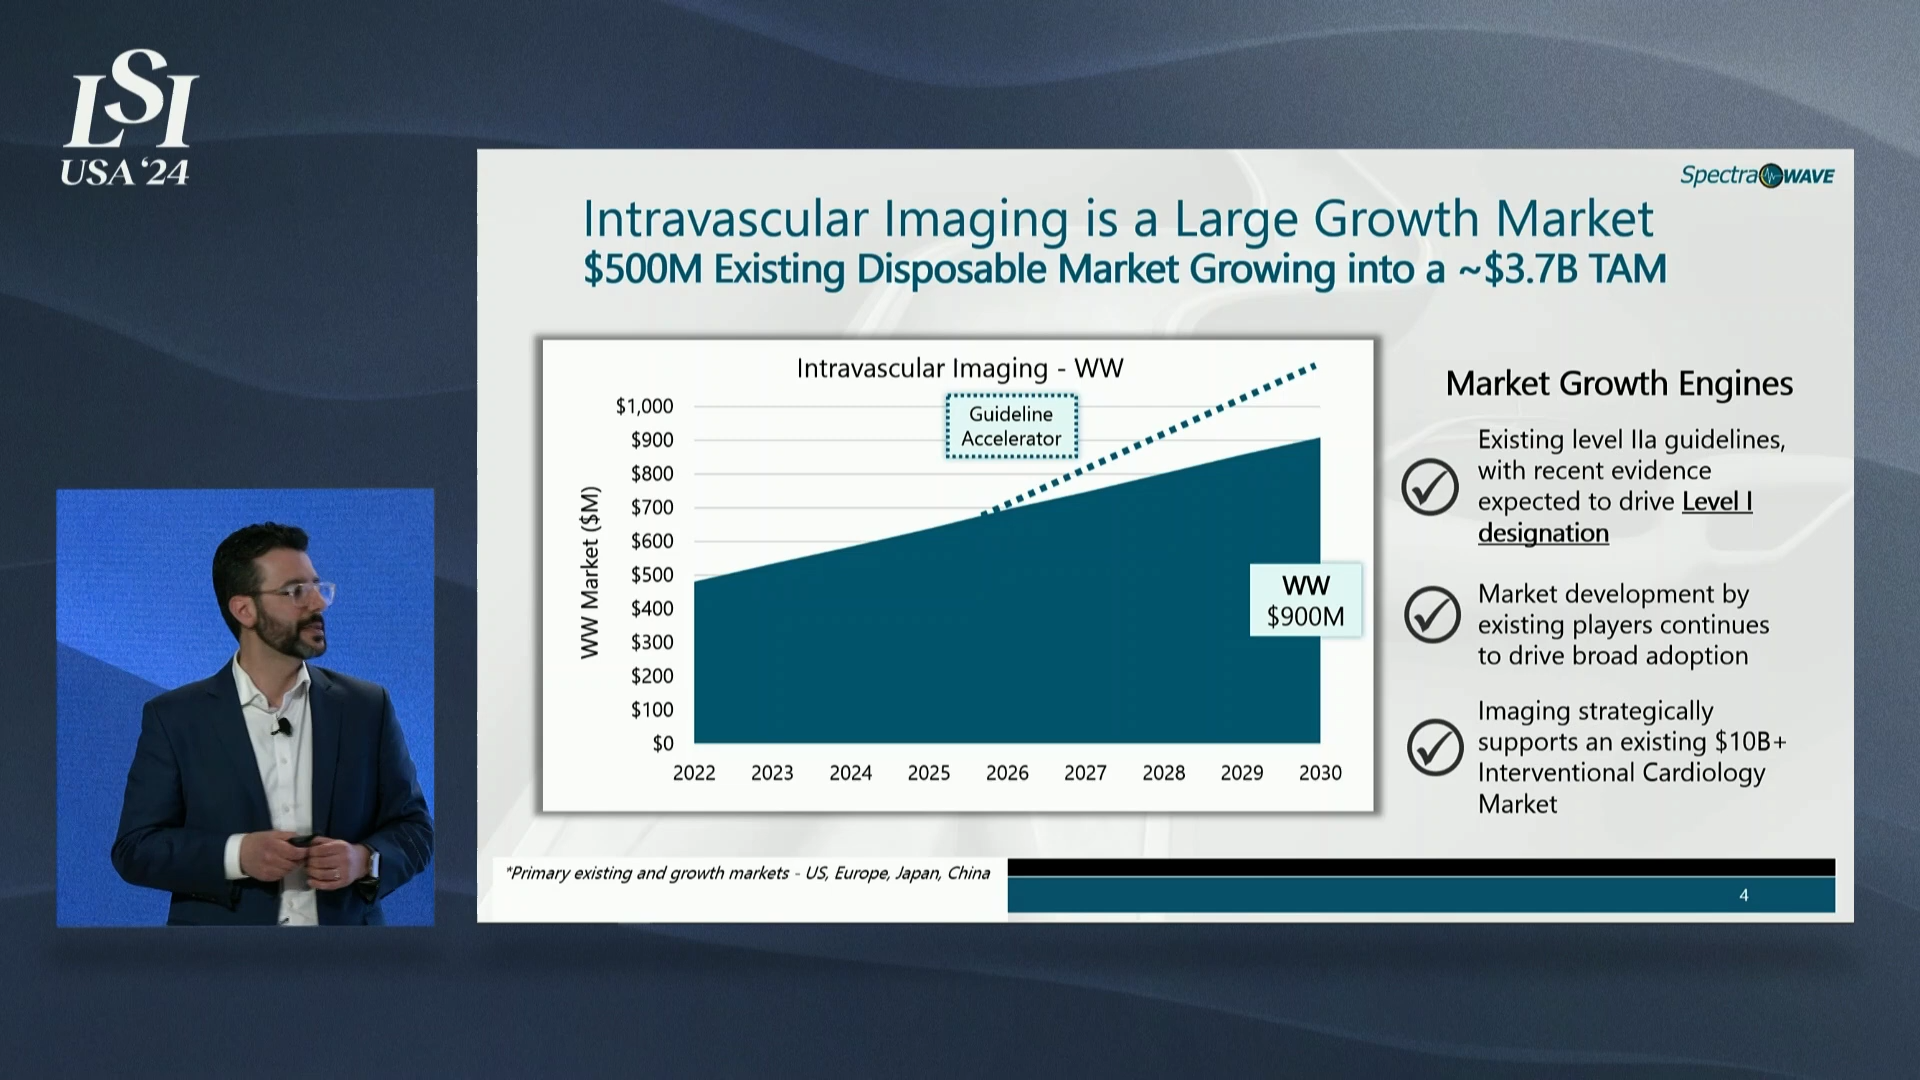 LSI
USA '24
SpectraWAVE
Intravascular Imaging is a Large Growth Market
$500M Existing Disposable Market Growing into a ~$3.7B TAM
Intravascular Imaging - WW
Guideline
Accelerator
WW Market ($M)
$1,000
$900
$800
$700
$600
$500
$400
$300
$200
$100
$0
2022 2023 2024 2025 2026 2027 2028 2029 2030
WW
$900M
Market Growth Engines
Existing level IIa guidelines,
with recent evidence
expected to drive Level I
designation
Market development by
existing players continues
to drive broad adoption
Imaging strategically
supports an existing $10B+
Interventional Cardiology
Market
*Primary existing and growth markets - US, Europe, Japan, China
4